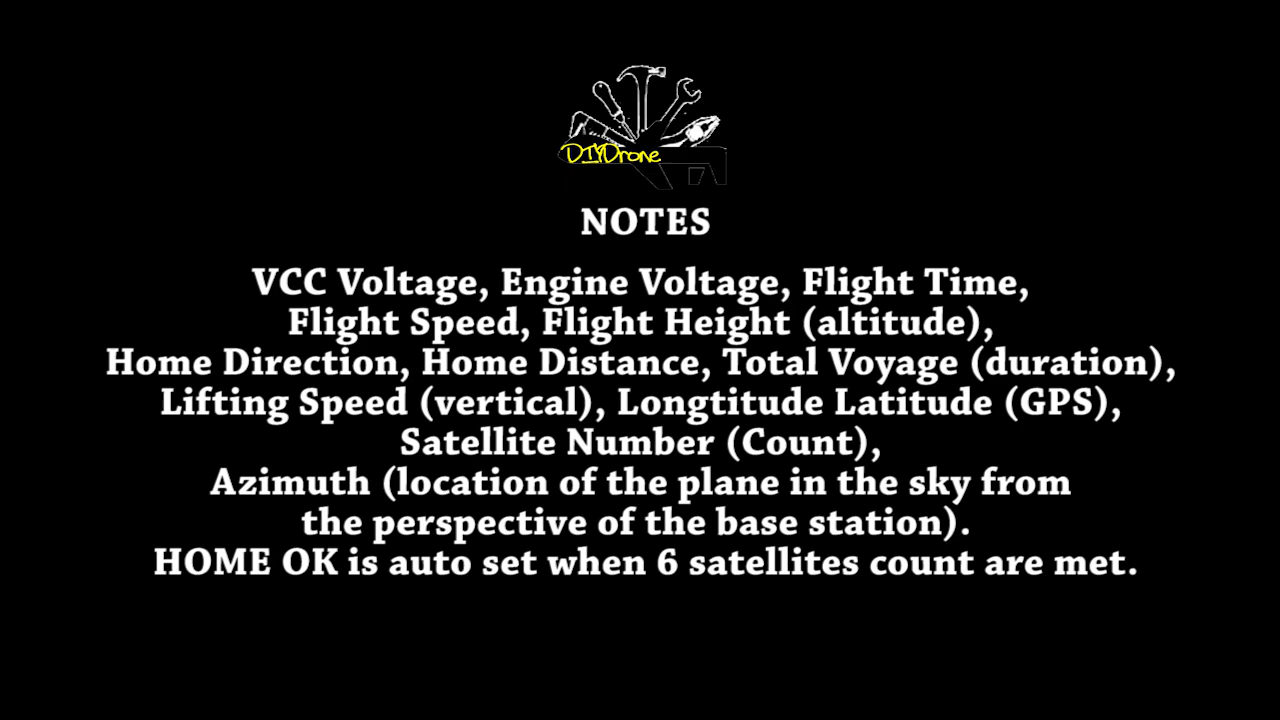 DIYDrone
NOTES
VCC Voltage, Engine Voltage, Flight Time,
Flight Speed, Flight Height (altitude),
Home Direction, Home Distance, Total Voyage (duration),
Lifting Speed (vertical), Longtitude Latitude (GPS),
Satellite Number (Count),
Azimuth (location of the plane in the sky from
the perspective of the base station).
HOME OK is auto set when 6 satellites count are met.